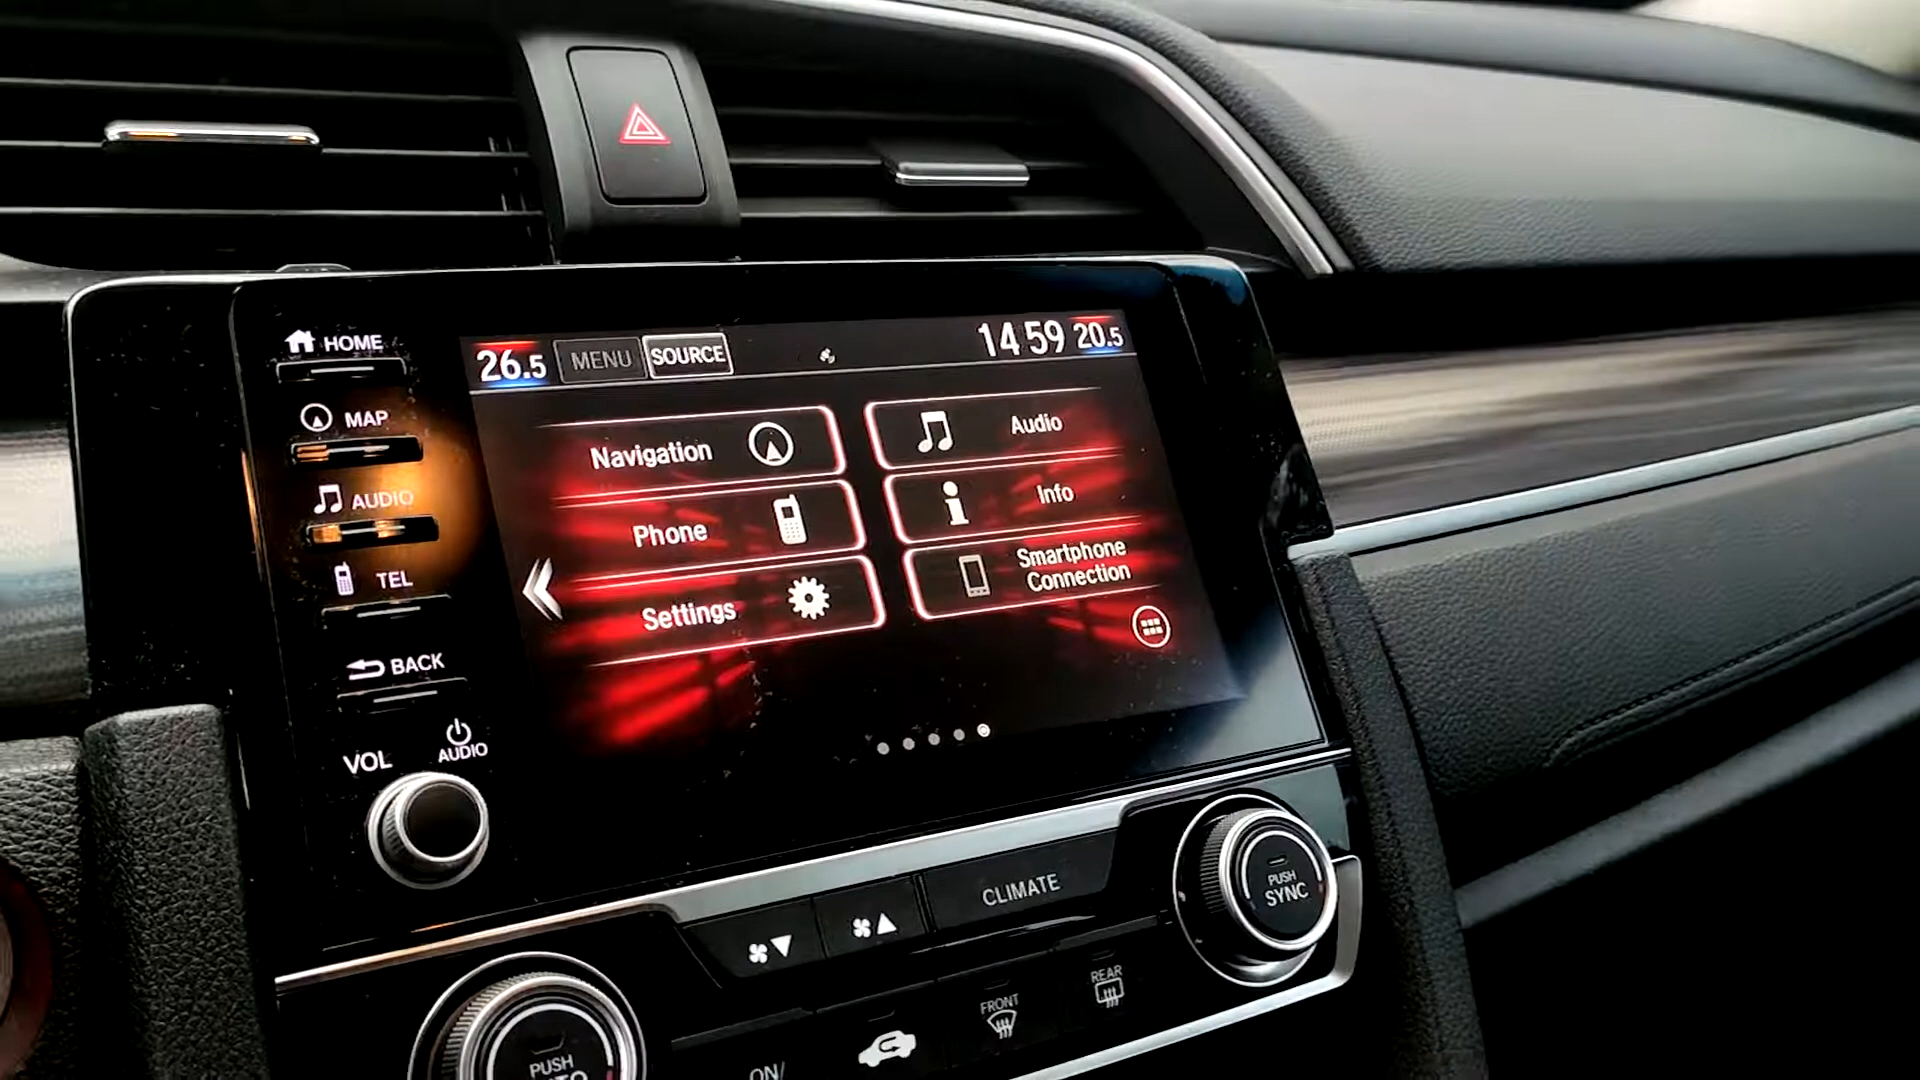 HOME
MAP
AUDIO
TEL
BACK
VOL
AUDIO
26.5 MENU SOURCE 14 59 20.5
Navigation
Phone
Settings
Audio
Info
Smartphone
Connection
CLIMATE
PUSH
SYNC
REAR
FRONT
PUSH
ON/